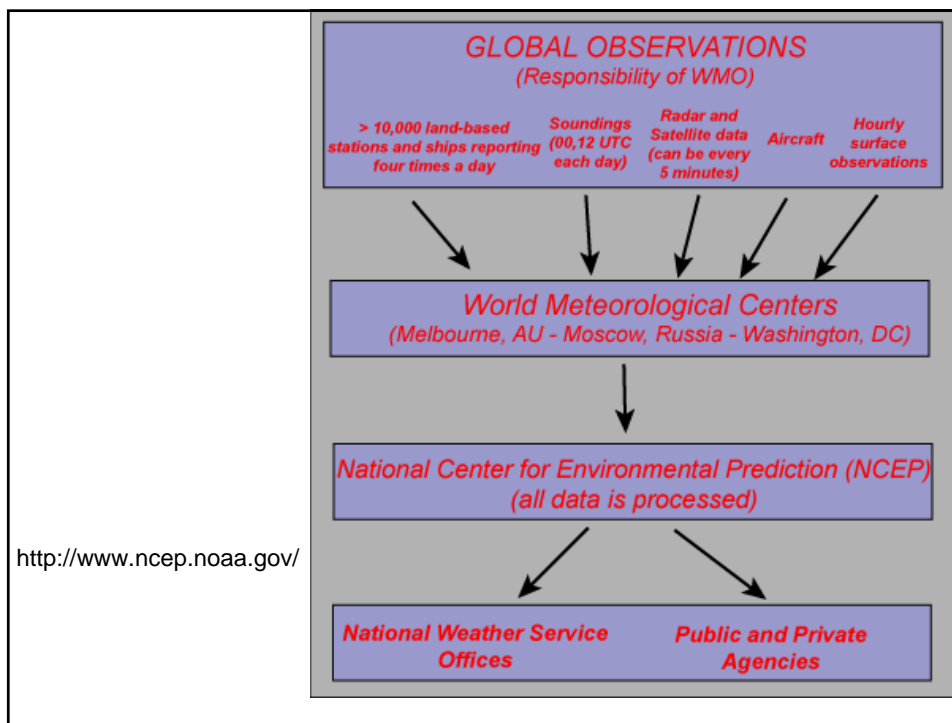 GLOBAL OBSERVATIONS
(Responsibility of WMO)
> 10,000 land-based
stations and ships reporting
four times a day
Soundings
(00,12 UTC
each day)
Radar and
Satellite data
(can be every
5 minutes)
Aircraft
Hourly
surface
observations
World Meteorological Centers
(Melbourne, AU - Moscow, Russia - Washington, DC)
National Center for Environmental Prediction (NCEP)
(all data is processed)
http://www.ncep.noaa.gov/
National Weather Service
Offices
Public and Private
Agencies